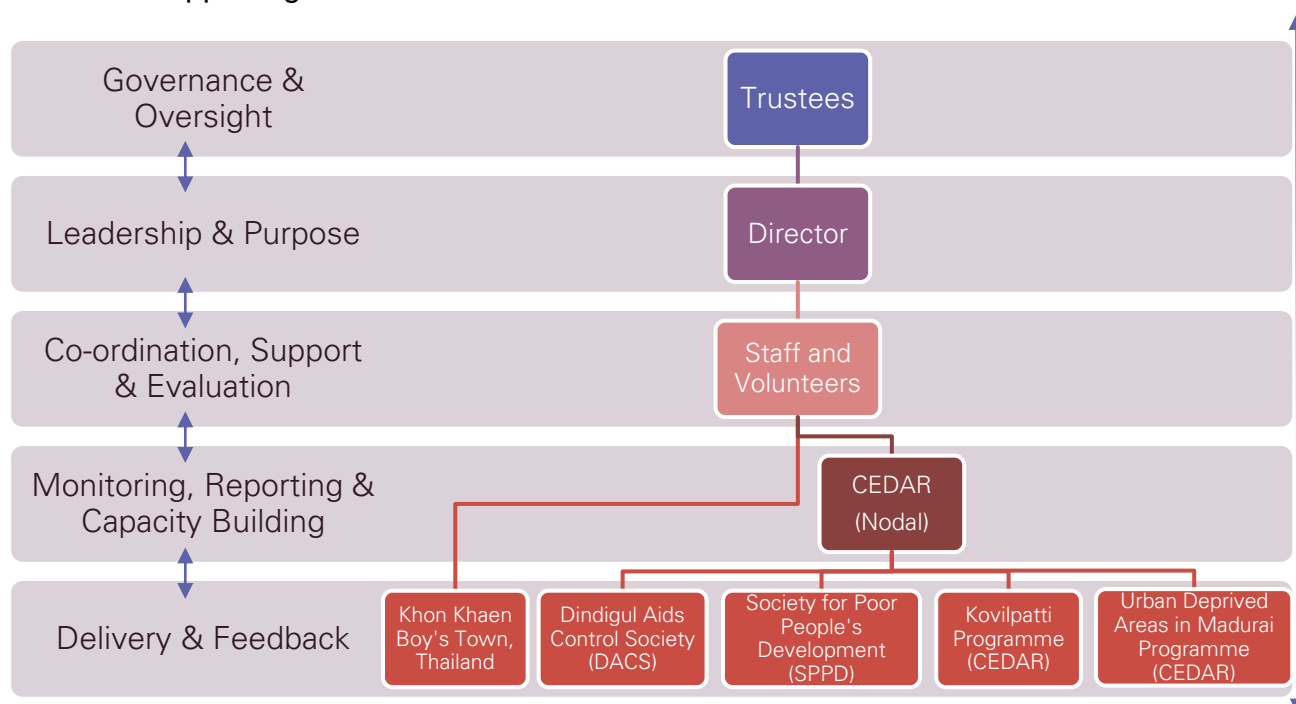 Governance &
Oversight
Trustees
Leadership & Purpose
Director
Co-ordination, Support
& Evaluation
Staff and
Volunteers
Monitoring, Reporting &
Capacity Building
CEDAR
(Nodal)
Delivery & Feedback
Khon Khaen
Boy's Town,
Thailand
Dindigul Aids
Control Society
(DACS)
Society for Poor
People's
Development
(SPPD)
Kovilpatti
Programme
(CEDAR)
Urban Deprived
Areas in Madurai
Programme
(CEDAR)